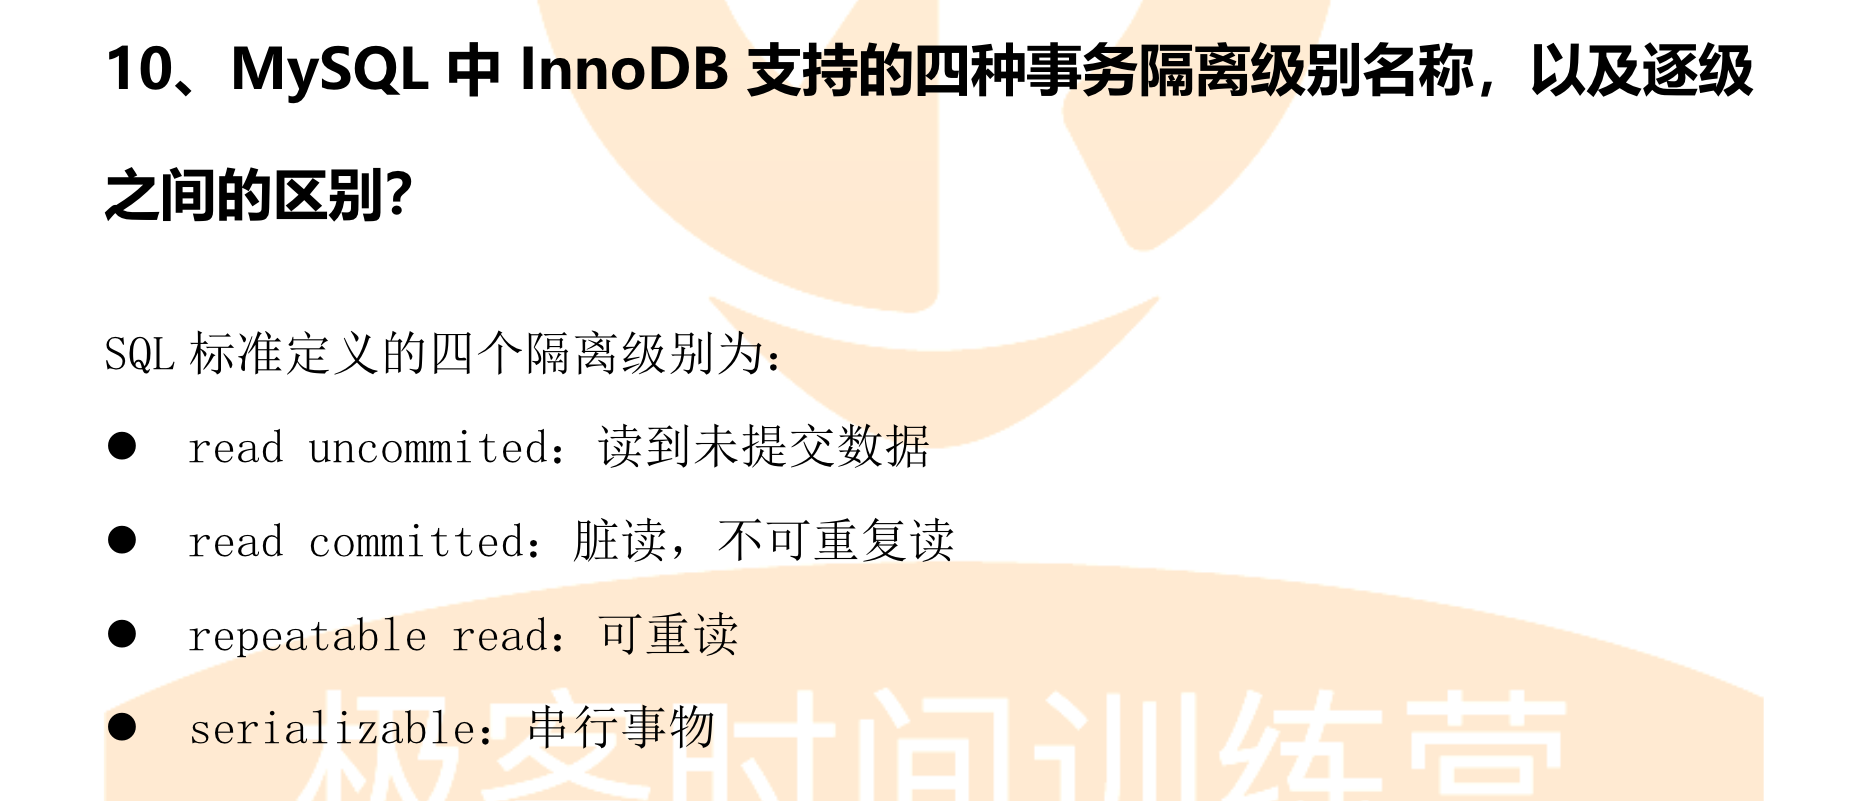 10、MySQL 中 InnoDB 支持的四种事务隔离级别名称，以及逐级
之间的区别？
SQL 标准定义的四个隔离级别为：
● read uncommited：读到未提交数据
● read committed：脏读，不可重复读
● repeatable read：可重读
● serializable：串行事物
极客时间训练营